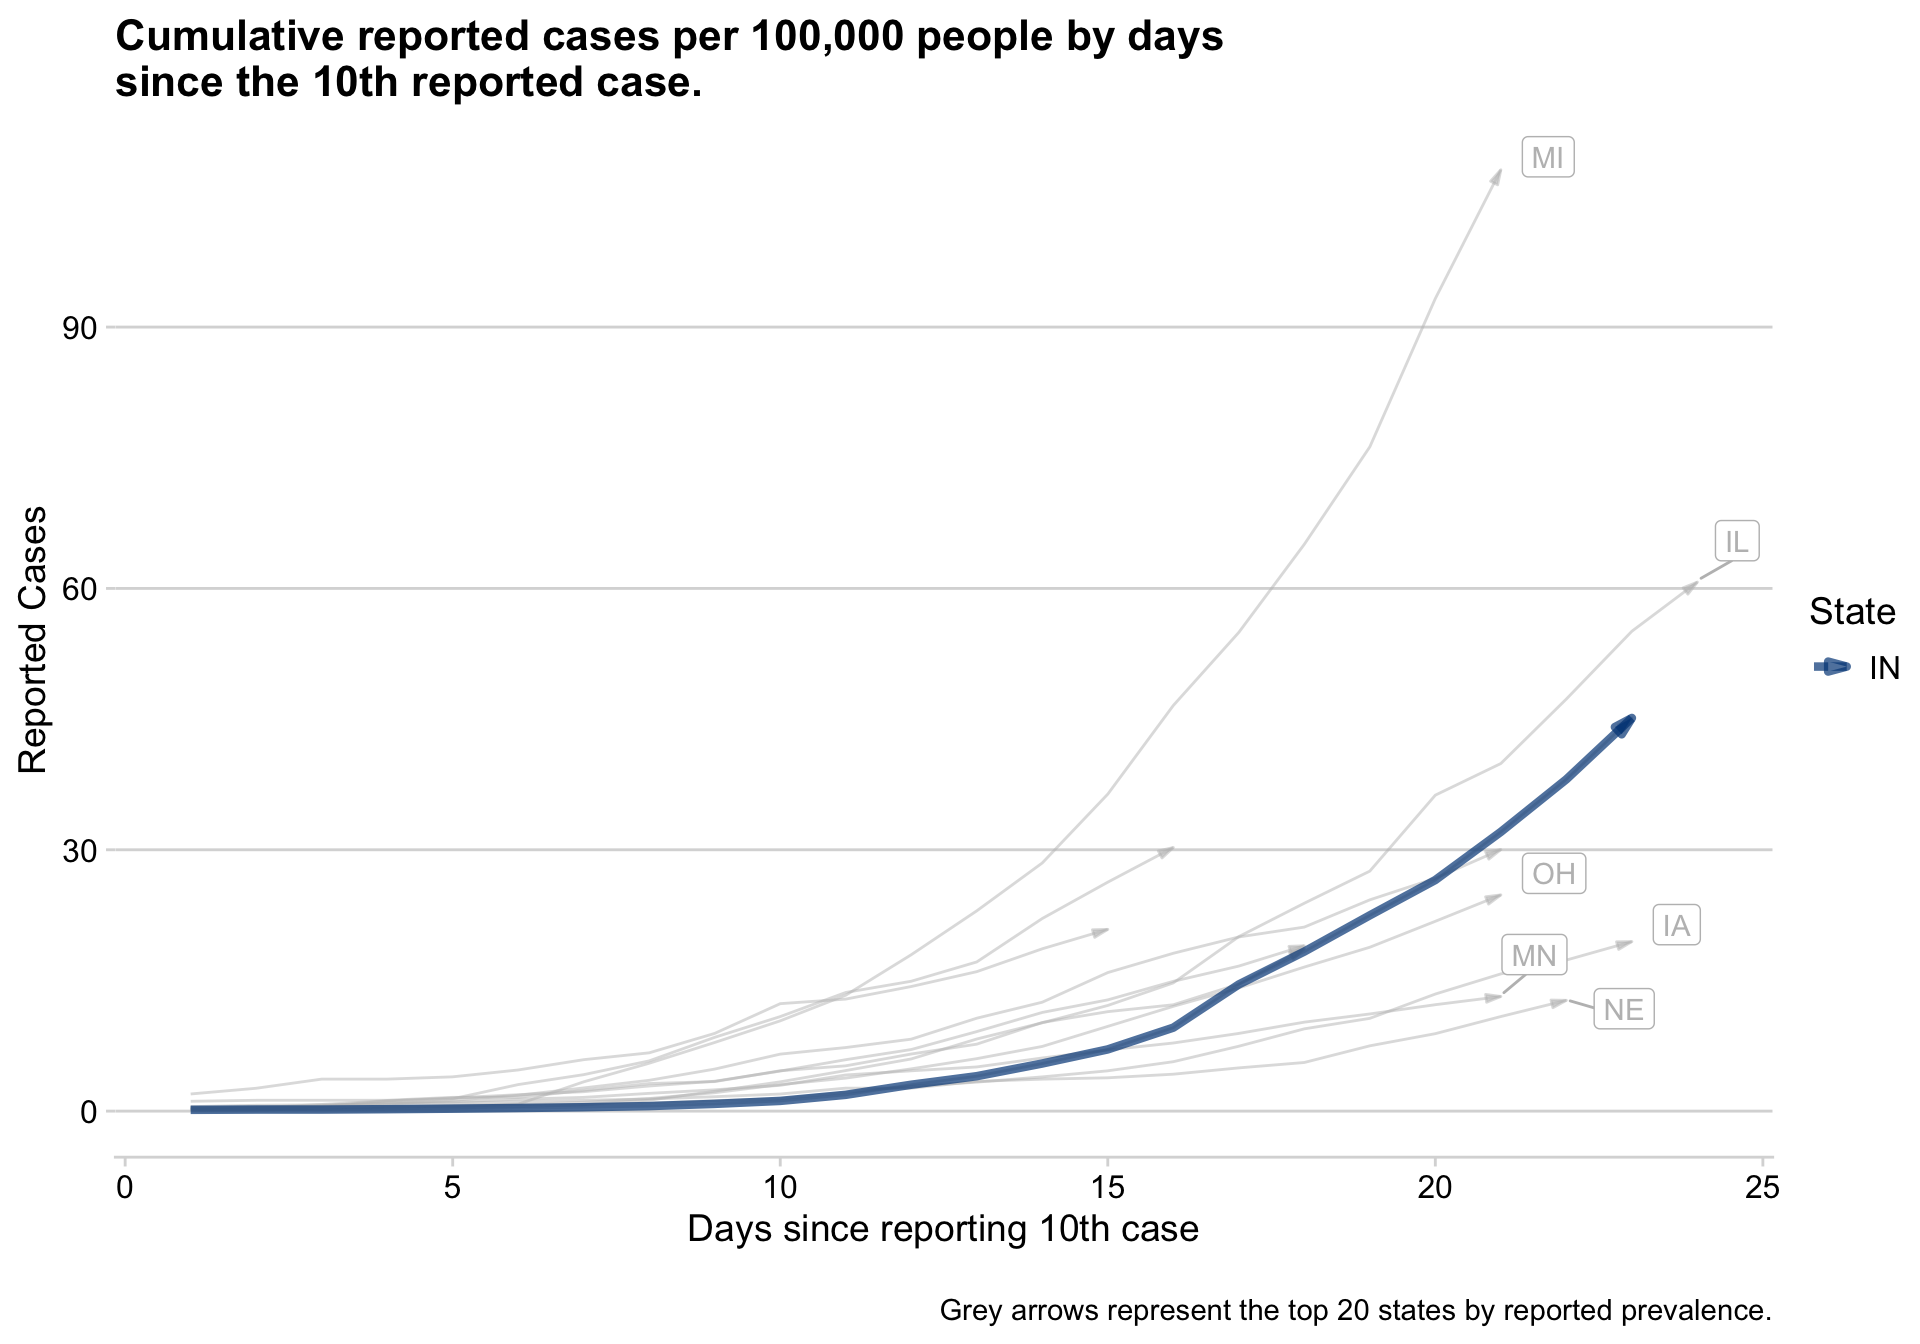 Cumulative reported cases per 100,000 people by days
since the 10th reported case.
MI
90
IL
60
State
IN
Reported Cases
30
OH
IA
MN
NE
0
0 5 10 15 20 25
Days since reporting 10th case
Grey arrows represent the top 20 states by reported prevalence.